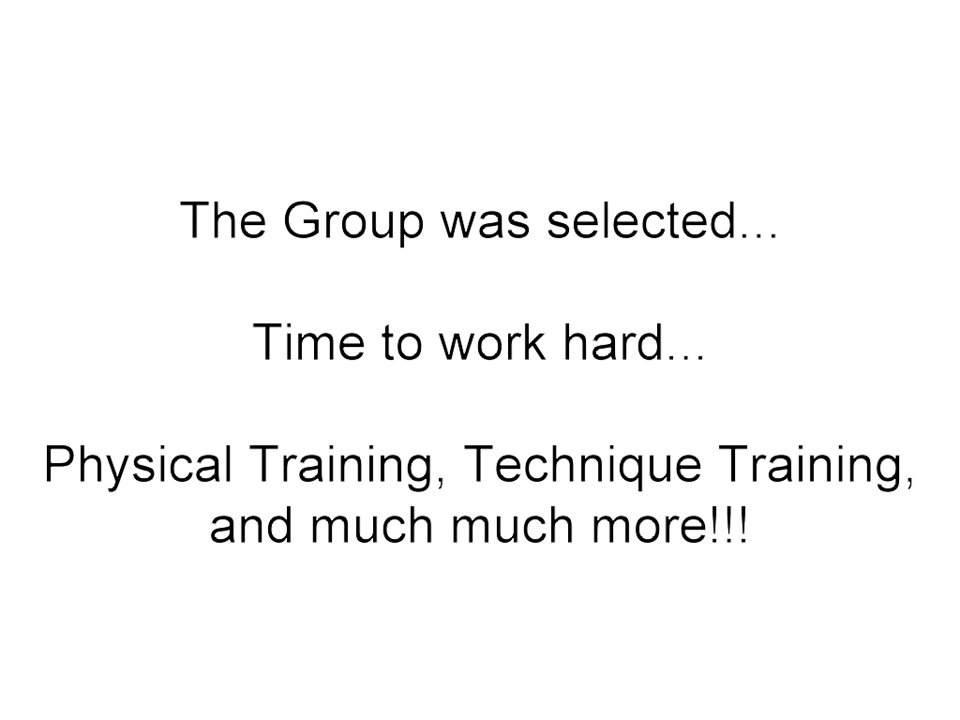 The Group was selected...
Time to work hard...
Physical Training, Technique Training,
and much much more!!!